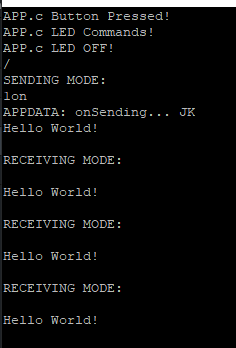 APP.c Button Pressed!
APP.c LED Commands!
APP.c LED OFF!
/
SENDING MODE:
lon
APPDATA: onSending... JK
Hello World!
RECEIVING MODE:
Hello World!
RECEIVING MODE:
Hello World!
RECEIVING MODE:
Hello World!